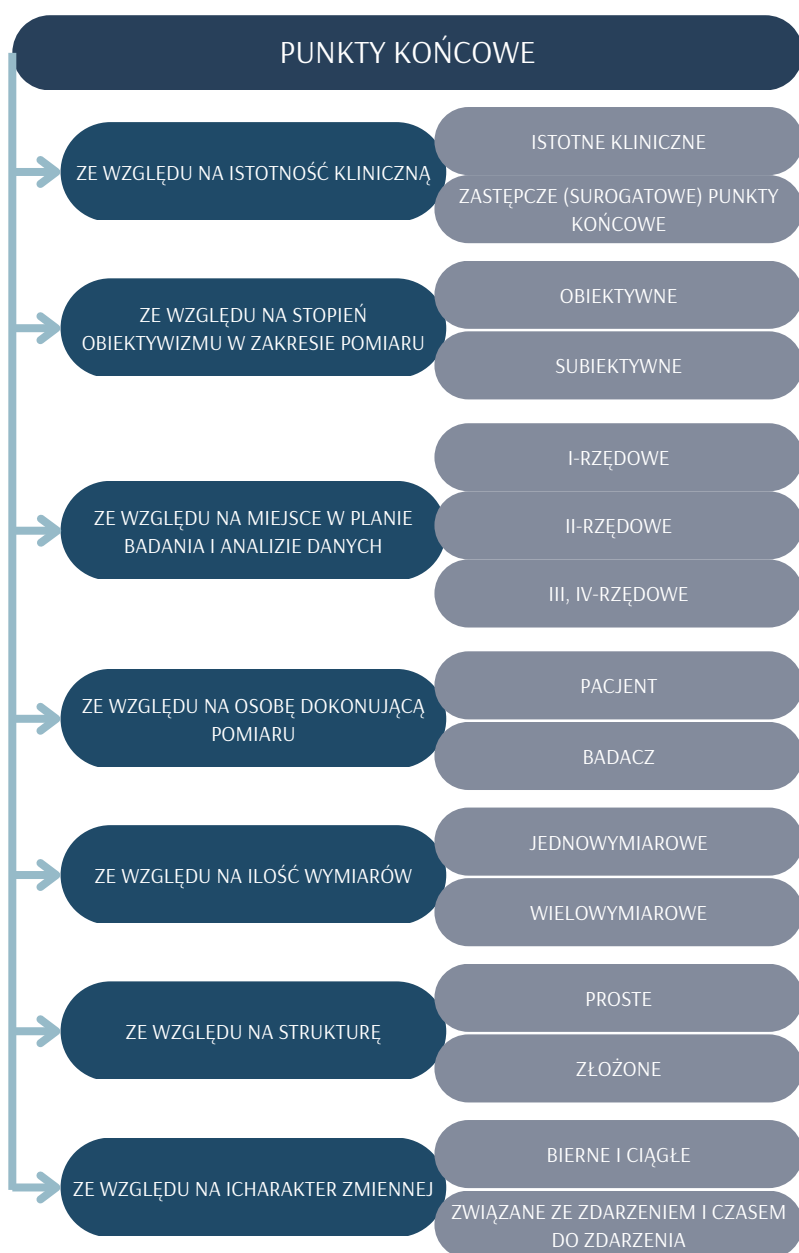 PUNKTY KOŃCOWE
ZE WZGLĘDU NA ISTOTNOŚĆ KLINICZNĄ
ISTOTNE KLINICZNE
ZASTĘPCZE (SUROGATOWE) PUNKTY
KOŃCOWE
ZE WZGLĘDU NA STOPIEŃ
OBIEKTYWIZMU W ZAKRESIE POMIARU
OBIEKTYWNE
SUBIEKTYWNE
ZE WZGLĘDU NA MIEJSCE W PLANIE
BADANIA I ANALIZIE DANYCH
I-RZĘDOWE
II-RZĘDOWE
III, IV-RZĘDOWE
ZE WZGLĘDU NA OSOBĘ DOKONUJĄCĄ
POMIARU
PACJENT
BADACZ
ZE WZGLĘDU NA ILOŚĆ WYMIARÓW
JEDNOWYMIAROWE
WIELOWYMIAROWE
ZE WZGLĘDU NA STRUKTURĘ
PROSTE
ZŁOŻONE
ZE WZGLĘDU NA ICHARAKTER ZMIENNEJ
BIERNE I CIĄGŁE
ZWIĄZANE ZE ZDARZENIEM I CZASEM
DO ZDARZENIA